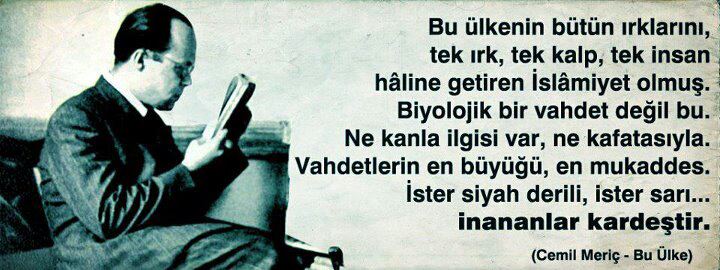 Bu ülkenin bütün ırklarını,
tek ırk, tek kalp, tek insan
hâline getiren İslâmiyet olmuş.
Biyolojik bir vahdet değil bu.
Ne kanla ilgisi var, ne kafatasıyla.
Vahdetlerin en büyüğü, en mukaddes.
İster siyah derili, ister sarı...
inananlar kardeştir.
(Cemil Meriç - Bu Ülke)